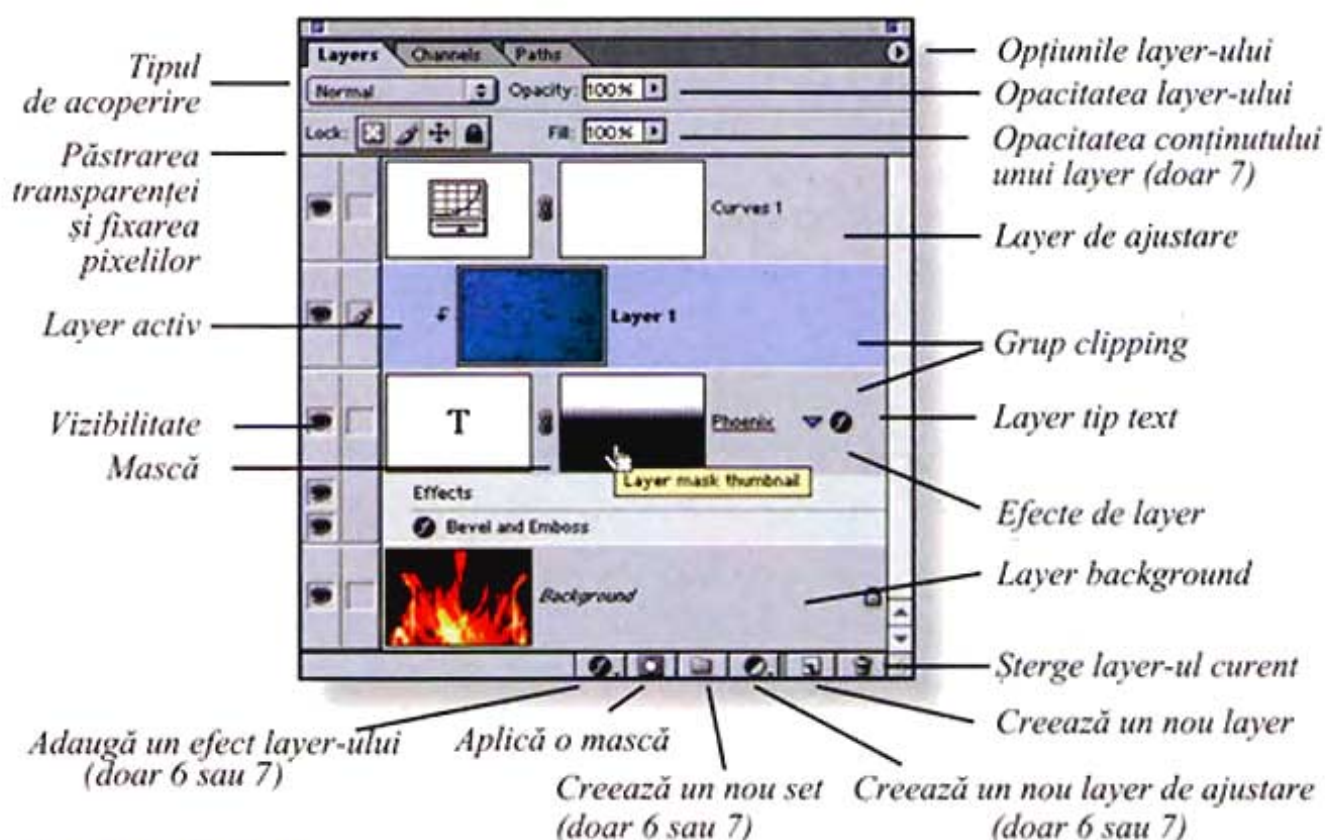 Layers Channels Paths
Normal Opacity: 100%
Lock: Fill: 100%
Curves 1
Layer 1
T
Phoenix
Layer mask thumbnail
Effects
Bevel and Emboss
Background
Tipul
de acoperire
Păstrarea
transparenței
și fixarea
pixelilor
Layer activ
Vizibilitate
Mască
Opțiunile layer-ului
Opacitatea layer-ului
Opacitatea conținutului
unui layer (doar 7)
Layer de ajustare
Grup clipping
Layer tip text
Efecte de layer
Layer background
Șterge layer-ul curent
Creează un nou layer
Adaugă un efect layer-ului
(doar 6 sau 7)
Aplică o mască
Creează un nou set
(doar 6 sau 7)
Creează un nou layer de ajustare
(doar 6 sau 7)